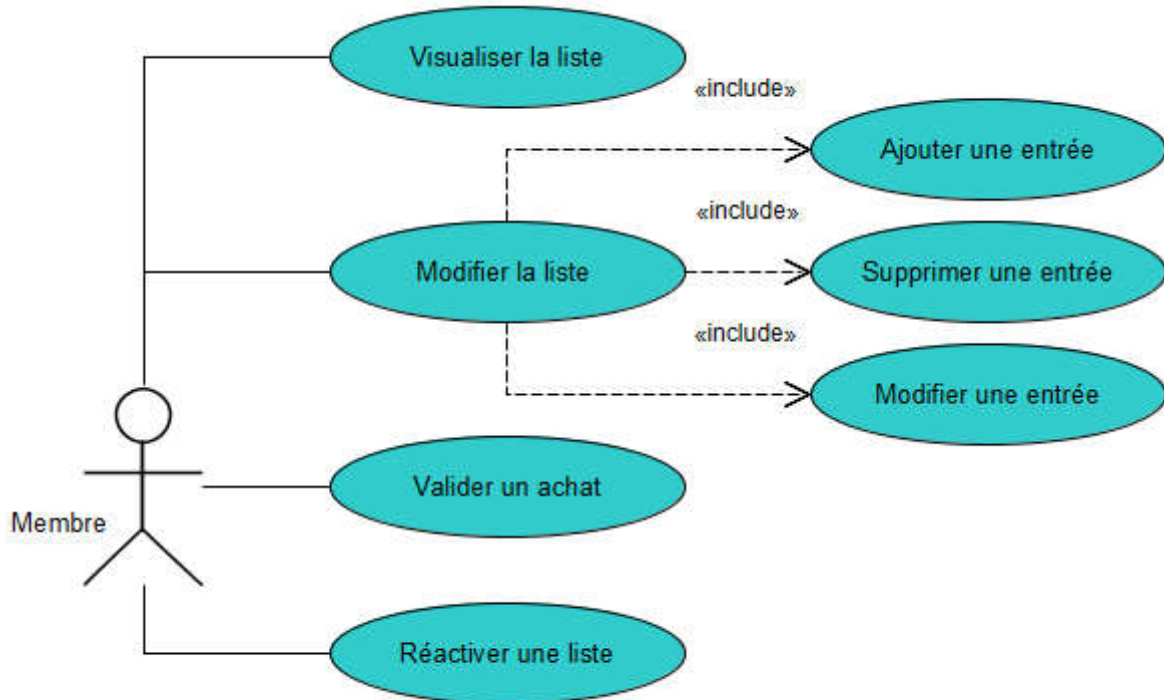 Visualiser la liste
«include»
Ajouter une entrée
«include»
Modifier la liste
Supprimer une entrée
«include»
Modifier une entrée
Valider un achat
Membre
Réactiver une liste